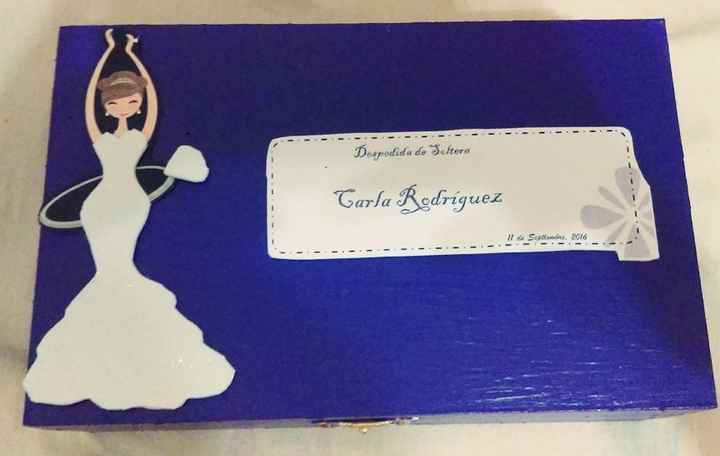 Despedida de Soltera
Carla Rodríguez
11 de Septiembre, 2016